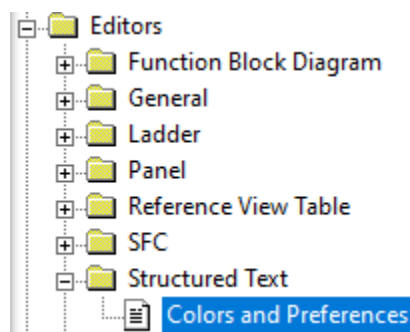 Editors
Function Block Diagram
General
Ladder
Panel
Reference View Table
SFC
Structured Text
Colors and Preferences